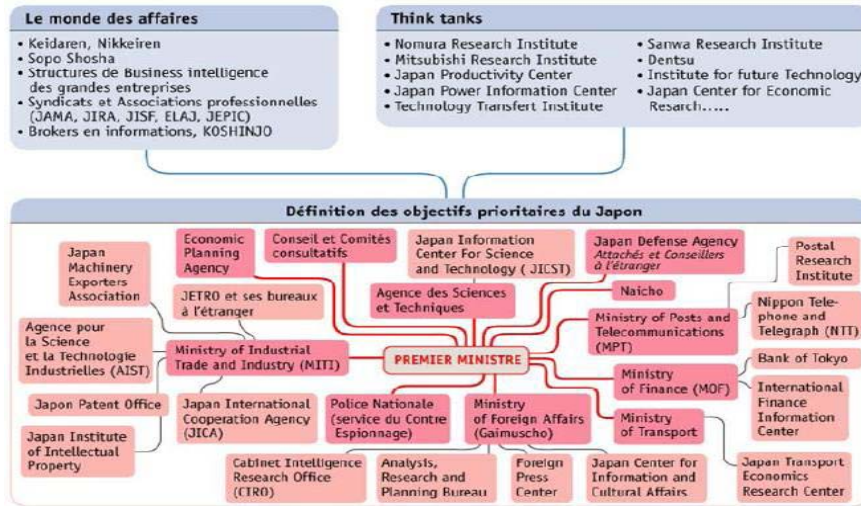 Le monde des affaires
• Keidaren, Nikkeiren
• Sopo Shosha
• Structures de Business intelligence
des grandes entreprises
• Syndicats et Associations professionnelles
(JAMA, JIRA, JISF, ELAJ, JEPIC)
• Brokers en informations, KOSHINJO
Think tanks
• Nomura Research Institute
• Mitsubishi Research Institute
• Japan Productivity Center
• Japan Power Information Center
• Technology Transfert Institute
• Sanwa Research Institute
• Dentsu
• Institute for future Technology
• Japan Center for Economic
Resarch.....
Définition des objectifs prioritaires du Japon
Japan
Machinery
Exporters
Association
Economic
Planning
Agency
Conseil et Comités
consultatifs
Japan Information
Center For Science
and Technology ( JICST)
Japan Defense Agency
Attachés et Conseillers
à l'étranger
Postal
Research
Institute
JETRO et ses bureaux
à l'étranger
Agence des Sciences
et Techniques
Naicho
Agence pour
la Science
et la Technologie
Industrielles (AIST)
Ministry of Industrial
Trade and Industry (MITI)
PREMIER MINISTRE
Ministry of Posts and
Telecommunications
(MPT)
Nippon Tele-
phone and
Telegraph (NTT)
Bank of Tokyo
Ministry
of Finance (MOF)
International
Finance
Information
Center
Japon Patent Office
Japan International
Cooperation Agency
(JICA)
Police Nationale
(service du Contre
Espionnage)
Ministry
of Foreign Affairs
(Gaimuscho)
Ministry
of Transport
Japan Institute
of Intellectual
Property
Cabinet Intelligence
Research Office
(CIRO)
Analysis,
Research and
Planning Bureau
Foreign
Press
Center
Japan Center for
Information and
Cultural Affairs
Japan Transport
Economics
Research Center